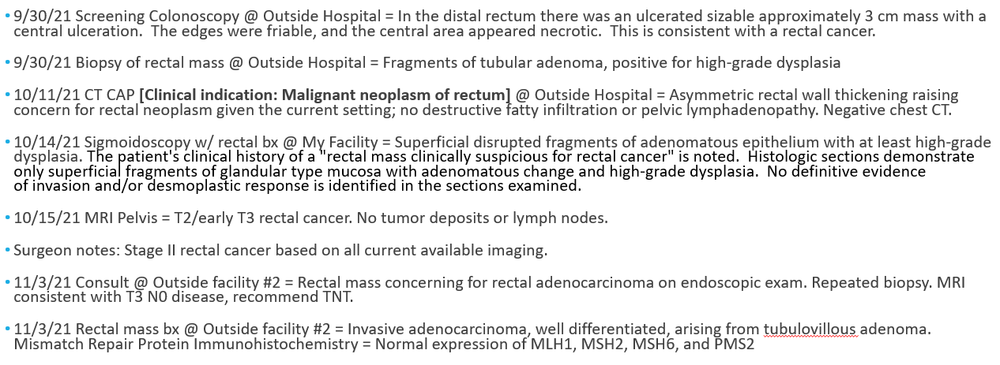 • 9/30/21 Screening Colonoscopy @ Outside Hospital = In the distal rectum there was an ulcerated sizable approximately 3 cm mass with a
central ulceration.  The edges were friable, and the central area appeared necrotic.  This is consistent with a rectal cancer.
• 9/30/21 Biopsy of rectal mass @ Outside Hospital = Fragments of tubular adenoma, positive for high-grade dysplasia
• 10/11/21 CT CAP [Clinical indication: Malignant neoplasm of rectum] @ Outside Hospital = Asymmetric rectal wall thickening raising
concern for rectal neoplasm given the current setting; no destructive fatty infiltration or pelvic lymphadenopathy. Negative chest CT.
• 10/14/21 Sigmoidoscopy w/ rectal bx @ My Facility = Superficial disrupted fragments of adenomatous epithelium with at least high-grade
dysplasia. The patient's clinical history of a "rectal mass clinically suspicious for rectal cancer" is noted.  Histologic sections demonstrate
only superficial fragments of glandular type mucosa with adenomatous change and high-grade dysplasia.  No definitive evidence
of invasion and/or desmoplastic response is identified in the sections examined.
• 10/15/21 MRI Pelvis = T2/early T3 rectal cancer. No tumor deposits or lymph nodes.
• Surgeon notes: Stage II rectal cancer based on all current available imaging.
• 11/3/21 Consult @ Outside facility #2 = Rectal mass concerning for rectal adenocarcinoma on endoscopic exam. Repeated biopsy. MRI
consistent with T3 N0 disease, recommend TNT.
• 11/3/21 Rectal mass bx @ Outside facility #2 = Invasive adenocarcinoma, well differentiated, arising from tubulovillous adenoma.
Mismatch Repair Protein Immunohistochemistry = Normal expression of MLH1, MSH2, MSH6, and PMS2